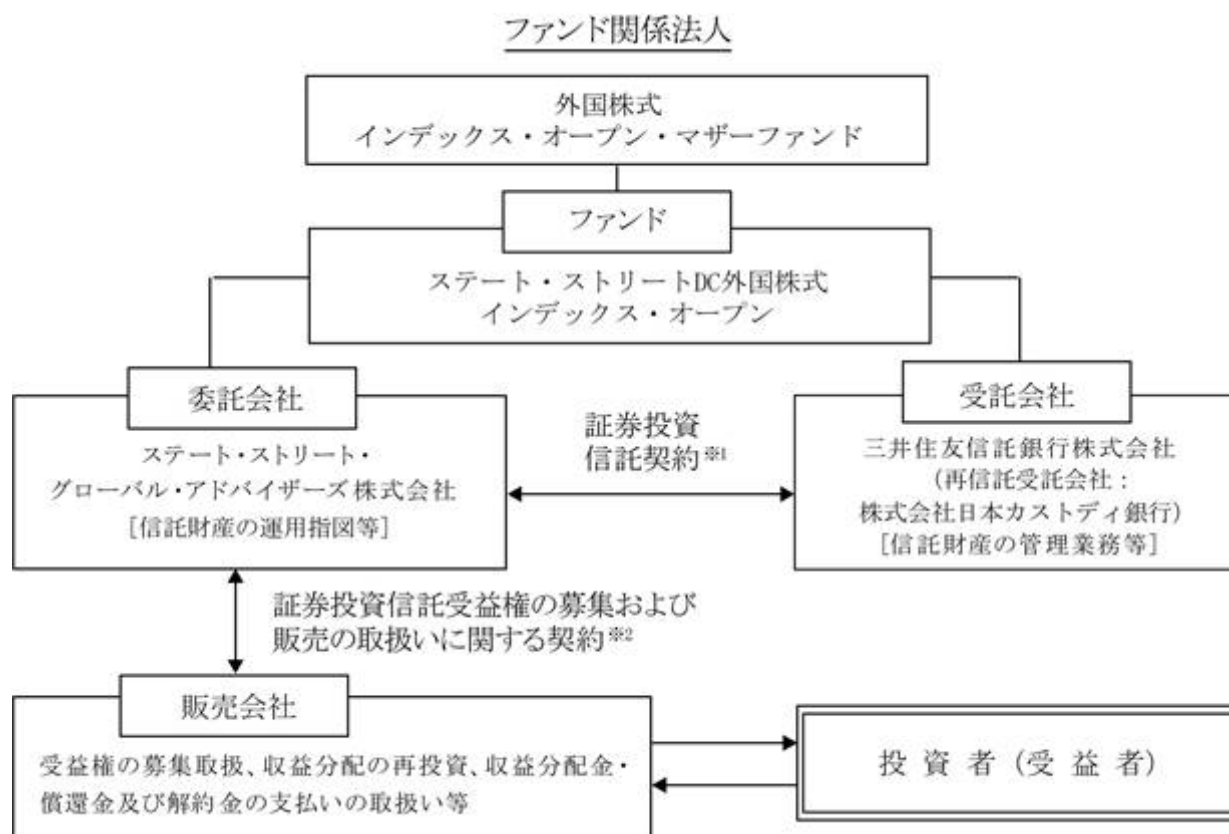 ファンド関係法人
外国株式
インデックス・オープン・マザーファンド
ファンド
ステート・ストリートDC外国株式
インデックス・オープン
委託会社
ステート・ストリート・
グローバル・アドバイザーズ株式会社
[信託財産の運用指図等]
証券投資
信託契約※1
受託会社
三井住友信託銀行株式会社
(再信託受託会社:
株式会社日本カストディ銀行)
[信託財産の管理業務等]
証券投資信託受益権の募集および
販売の取扱いに関する契約※2
販売会社
受益権の募集取扱、収益分配の再投資、収益分配金・
償還金及び解約金の支払いの取扱い等
投資者(受益者)